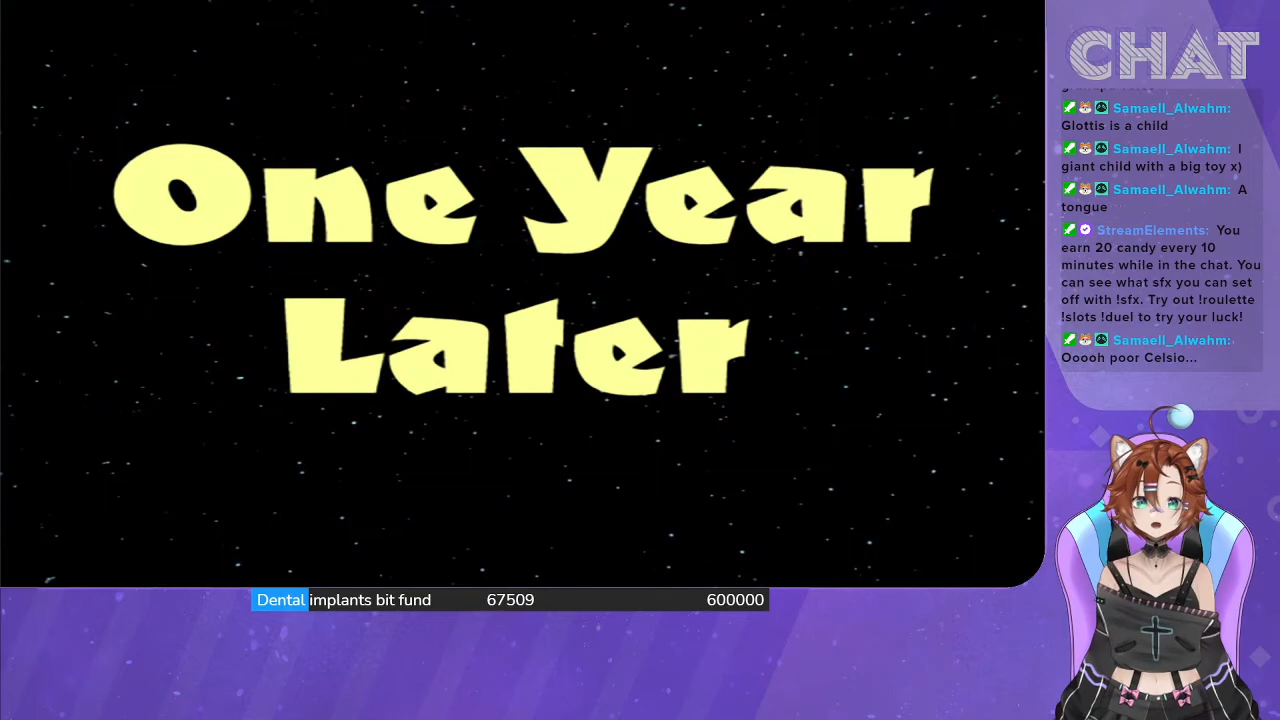 One Year
Later
CHAT
Samaell_Alwahm:
Glottis is a child
Samaell_Alwahm: I
giant child with a big toy x)
Samaell_Alwahm: A
tongue
StreamElements: You
earn 20 candy every 10
minutes while in the chat. You
can see what sfx you can set
off with !sfx. Try out !roulette
!slots !duel to try your luck!
Samaell_Alwahm:
Ooooh poor Celsio...
Dental implants bit fund 67509 600000